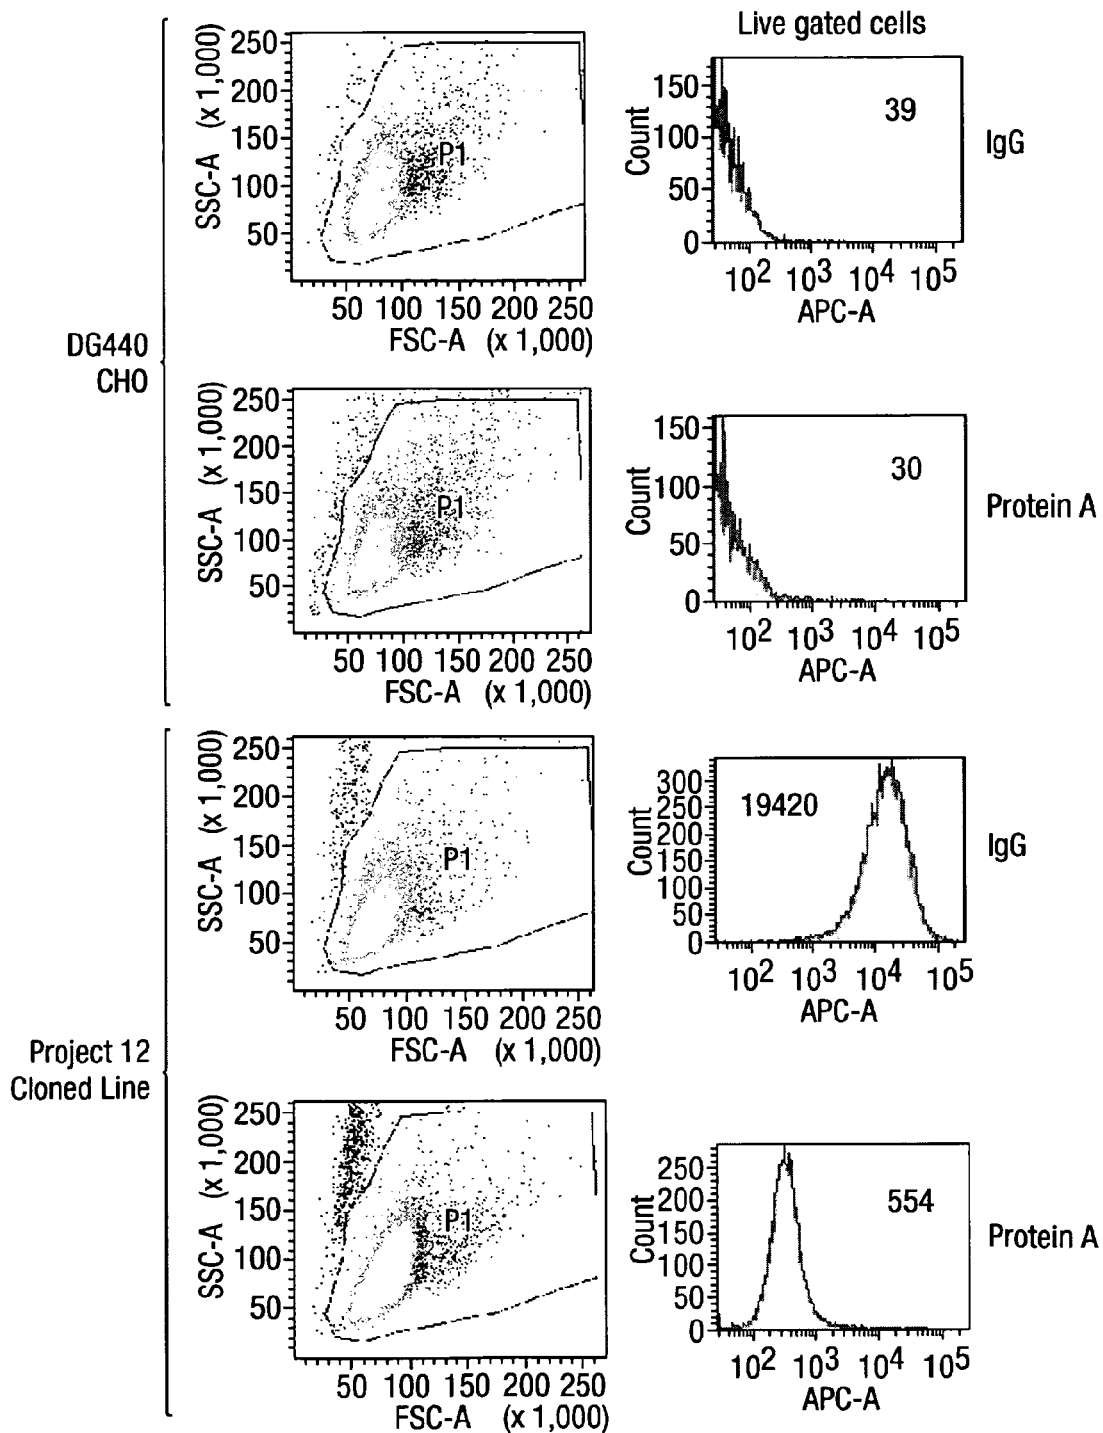 Live gated cells
DG440
CHO
SSC-A (x 1,000)
250
200
150
100
50
50 100 150 200 250
FSC-A (x 1,000)
P1
Count
150
100
50
0
39
10² 10³ 10⁴ 10⁵
APC-A
IgG
SSC-A (x 1,000)
250
200
150
100
50
50 100 150 200 250
FSC-A (x 1,000)
P1
Count
150
100
50
0
30
10² 10³ 10⁴ 10⁵
APC-A
Protein A
Project 12
Cloned Line
SSC-A (x 1,000)
250
200
150
100
50
50 100 150 200 250
FSC-A (x 1,000)
P1
Count
300
250
200
150
100
50
0
19420
10² 10³ 10⁴ 10⁵
APC-A
IgG
SSC-A (x 1,000)
250
200
150
100
50
50 100 150 200 250
FSC-A (x 1,000)
P1
Count
250
200
150
100
50
0
554
10² 10³ 10⁴ 10⁵
APC-A
Protein A